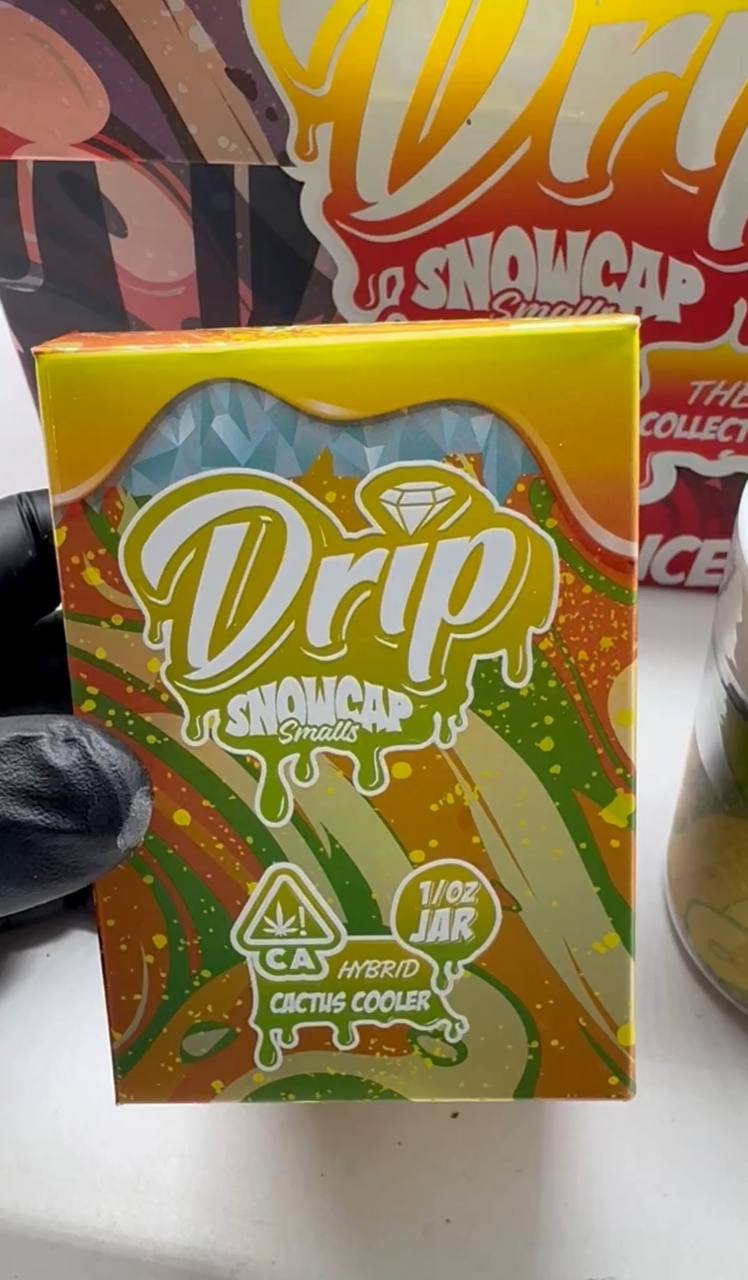 Drip
SNOWCAP
Smalls
THE
COLLECT
ICE
Drip
SNOWCAP
Smalls
1/OZ
JAR
!
CA
HYBRID
CACTUS COOLER